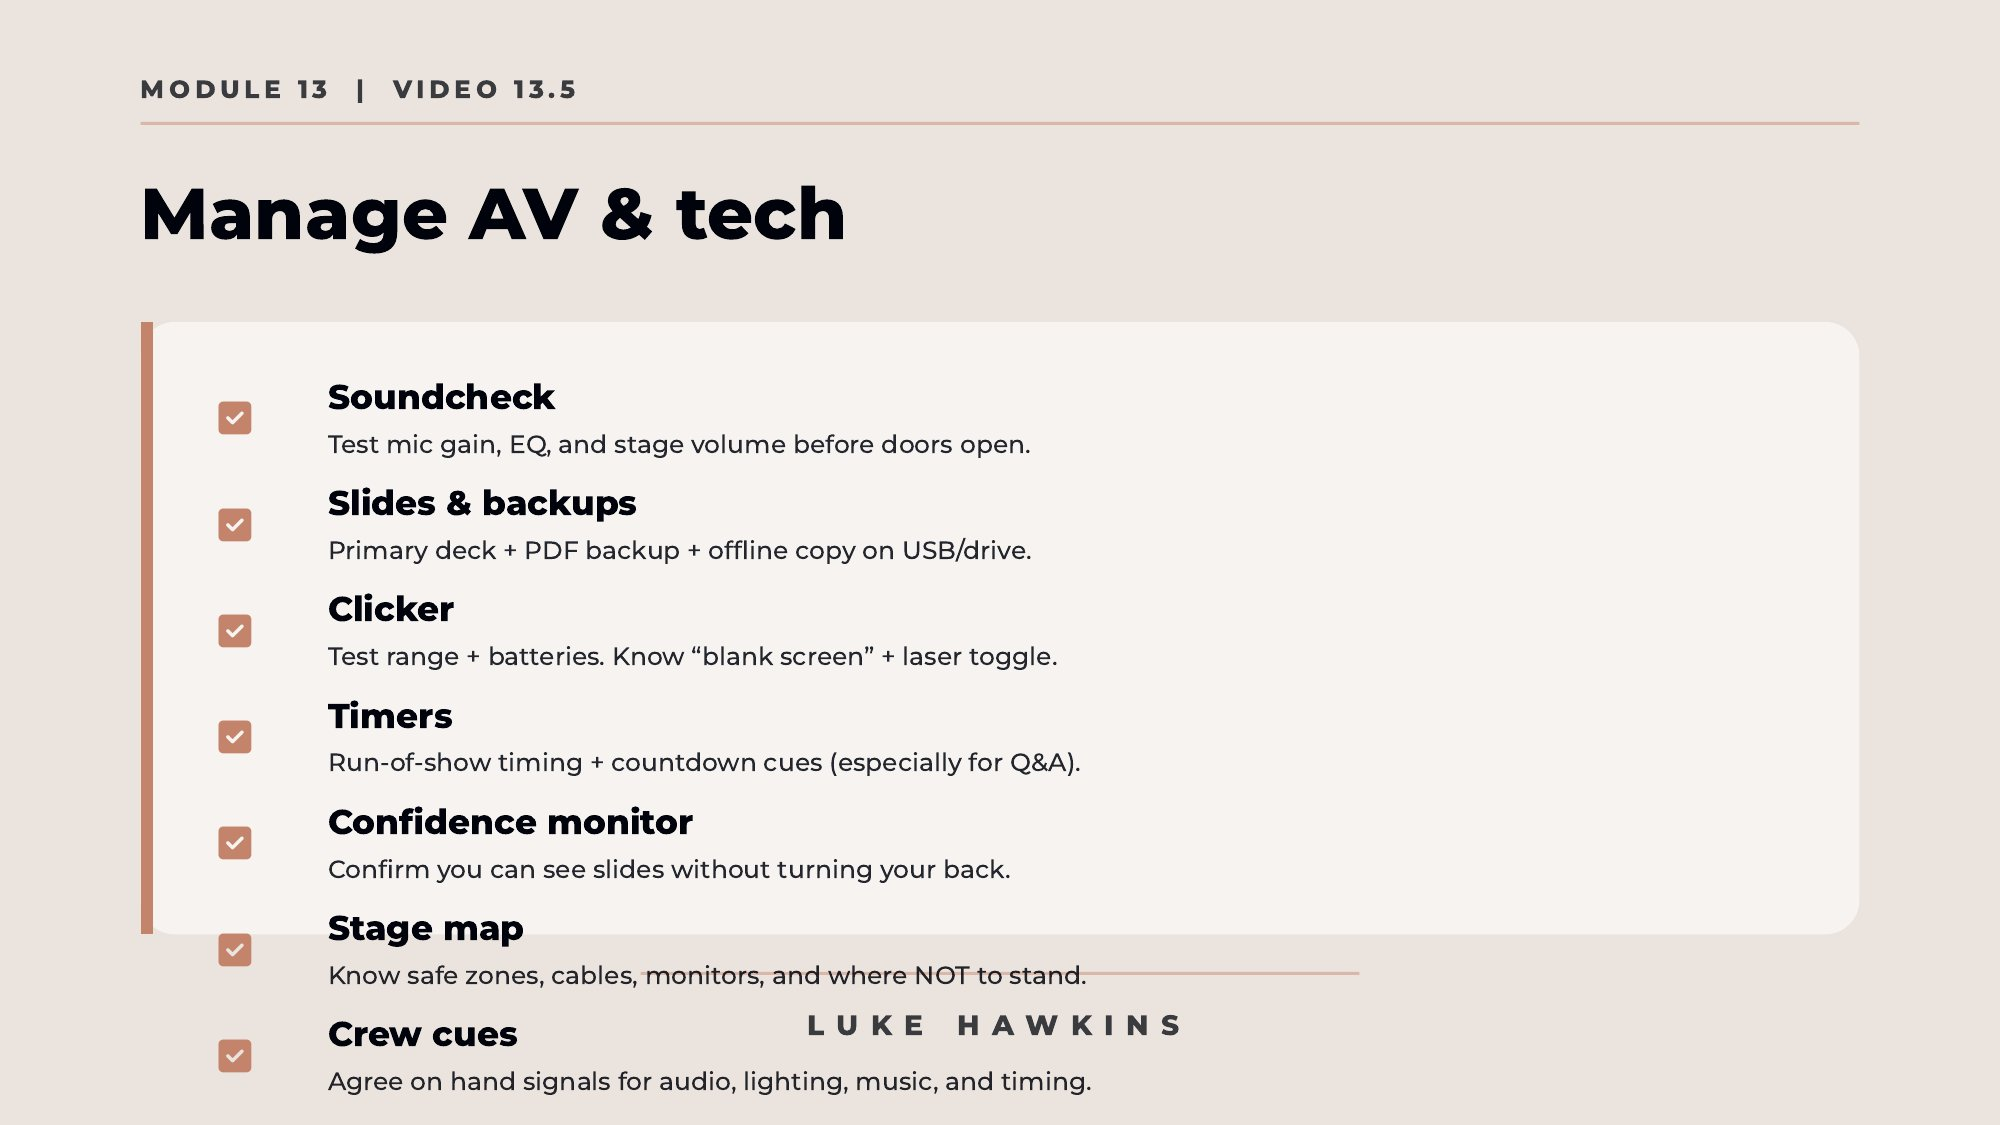 MODULE 13 | VIDEO 13.5
Manage AV & tech
Soundcheck
Test mic gain, EQ, and stage volume before doors open.
Slides & backups
Primary deck + PDF backup + offline copy on USB/drive.
Clicker
Test range + batteries. Know “blank screen” + laser toggle.
Timers
Run-of-show timing + countdown cues (especially for Q&A).
Confidence monitor
Confirm you can see slides without turning your back.
Stage map
Know safe zones, cables, monitors, and where NOT to stand.
LUKE HAWKINS
Crew cues
Agree on hand signals for audio, lighting, music, and timing.